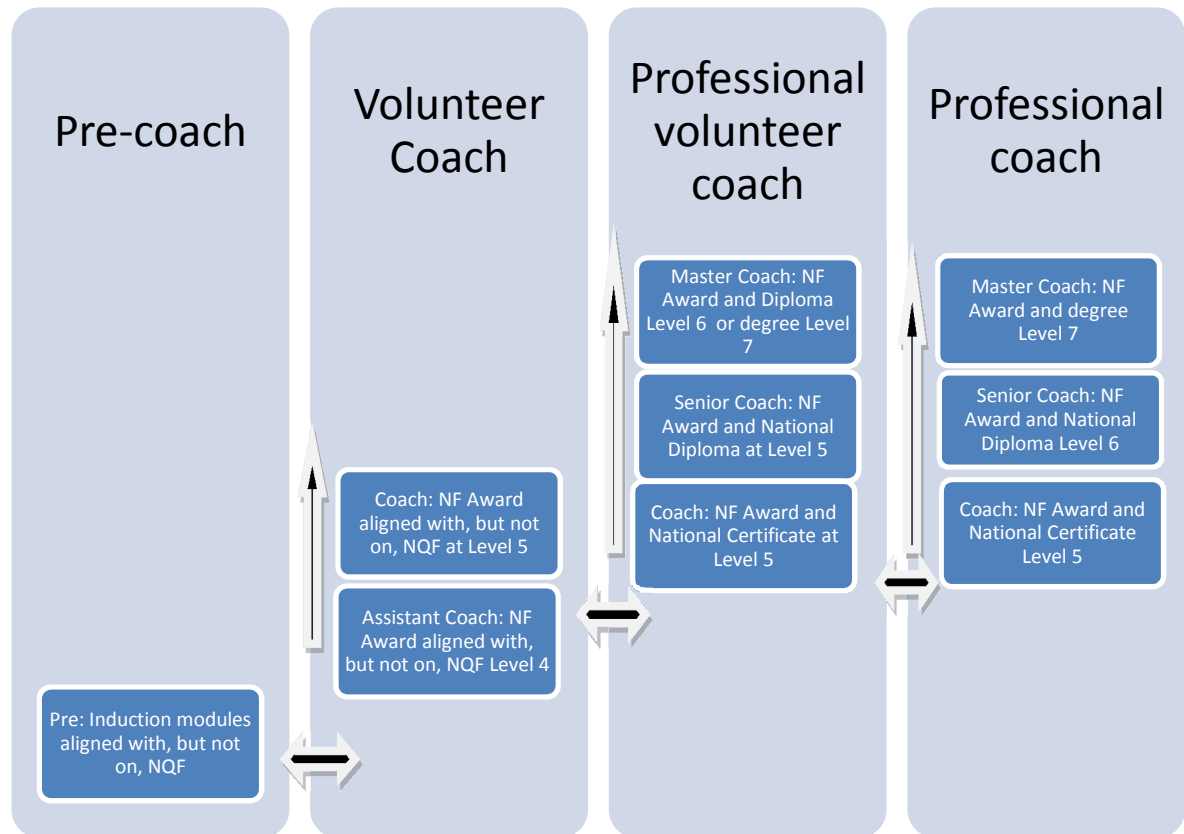 Pre-coach
Pre: Induction modules
aligned with, but not
on, NQF
Volunteer
Coach
Coach: NF Award
aligned with, but not
on, NQF at Level 5
Assistant Coach: NF
Award aligned with,
but not on, NQF Level 4
Professional
volunteer
coach
Master Coach: NF
Award and Diploma
Level 6 or degree Level
7
Senior Coach: NF
Award and National
Diploma at Level 5
Coach: NF Award and
National Certificate at
Level 5
Professional
coach
Master Coach: NF
Award and degree
Level 7
Senior Coach: NF
Award and National
Diploma Level 6
Coach: NF Award and
National Certificate
Level 5